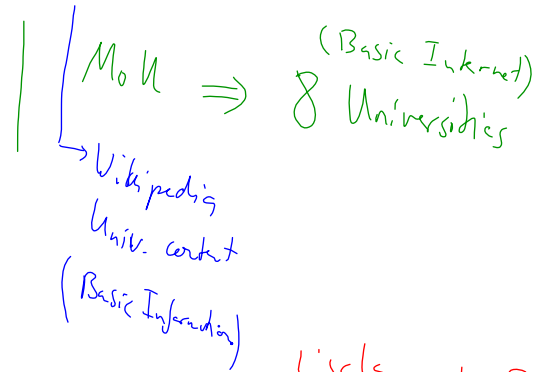 MoU ⇒ (Basic Internet)
8 Universities
→ Wikipedia
Univ. content
(Basic Information)